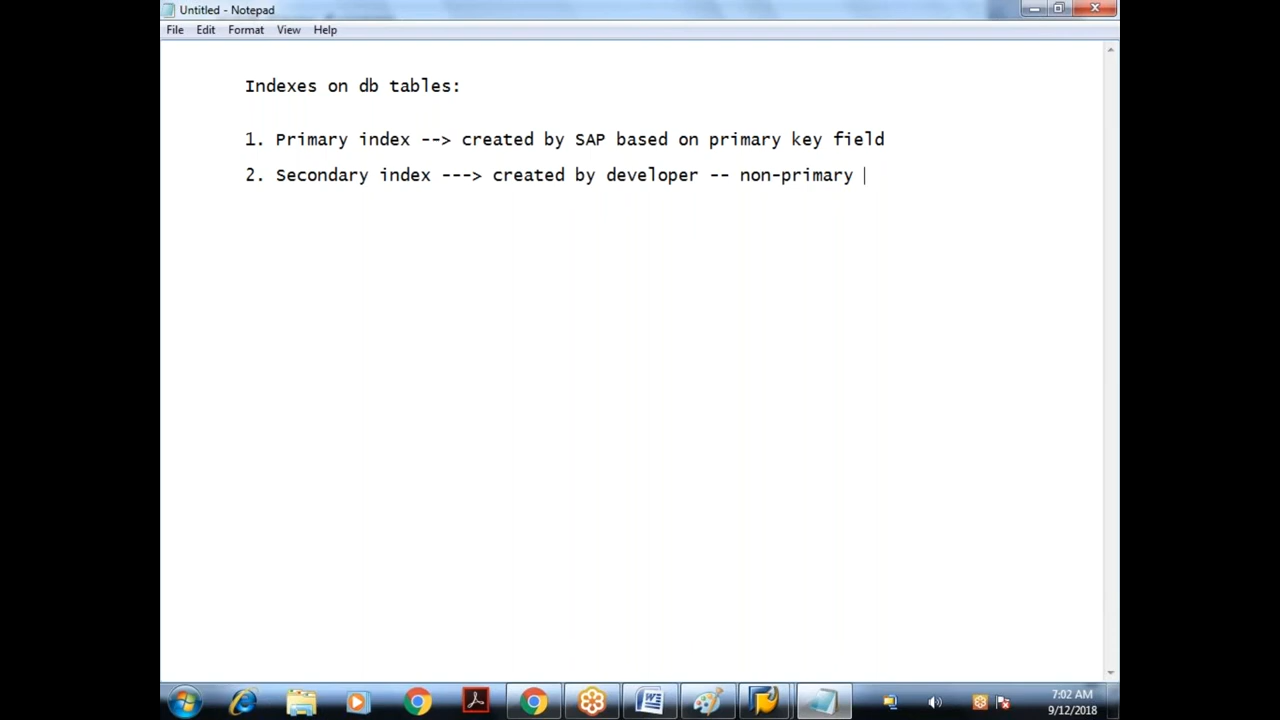 Untitled - Notepad
File Edit Format View Help
Indexes on db tables:
1. Primary index --> created by SAP based on primary key field
2. Secondary index ---> created by developer -- non-primary
7:02 AM
9/12/2018